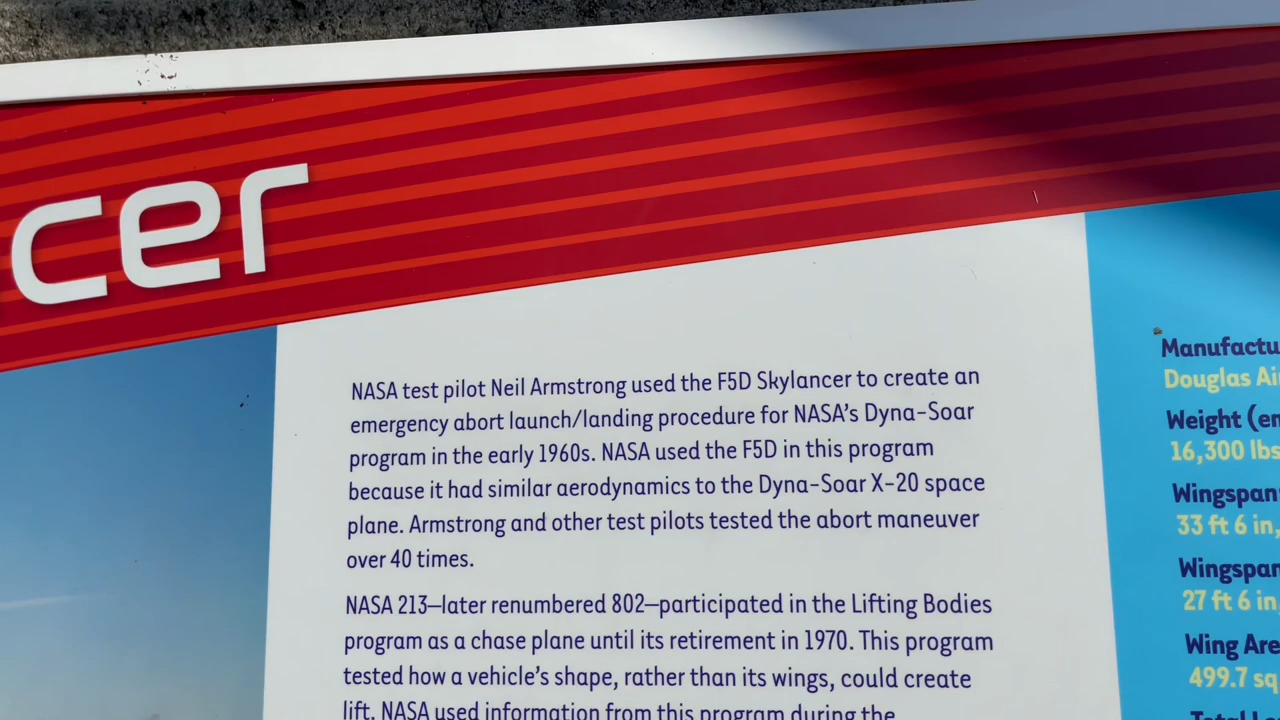 cer
NASA test pilot Neil Armstrong used the F5D Skylancer to create an
emergency abort launch/landing procedure for NASA's Dyna-Soar
program in the early 1960s. NASA used the F5D in this program
because it had similar aerodynamics to the Dyna-Soar X-20 space
plane. Armstrong and other test pilots tested the abort maneuver
over 40 times.
NASA 213—later renumbered 802—participated in the Lifting Bodies
program as a chase plane until its retirement in 1970. This program
tested how a vehicle's shape, rather than its wings, could create
lift. NASA used information from this program during the
Manufactu
Douglas Ai
Weight (em
16,300 lbs
Wingspan
33 ft 6 in,
Wingspan
27 ft 6 in,
Wing Are
499.7 sq